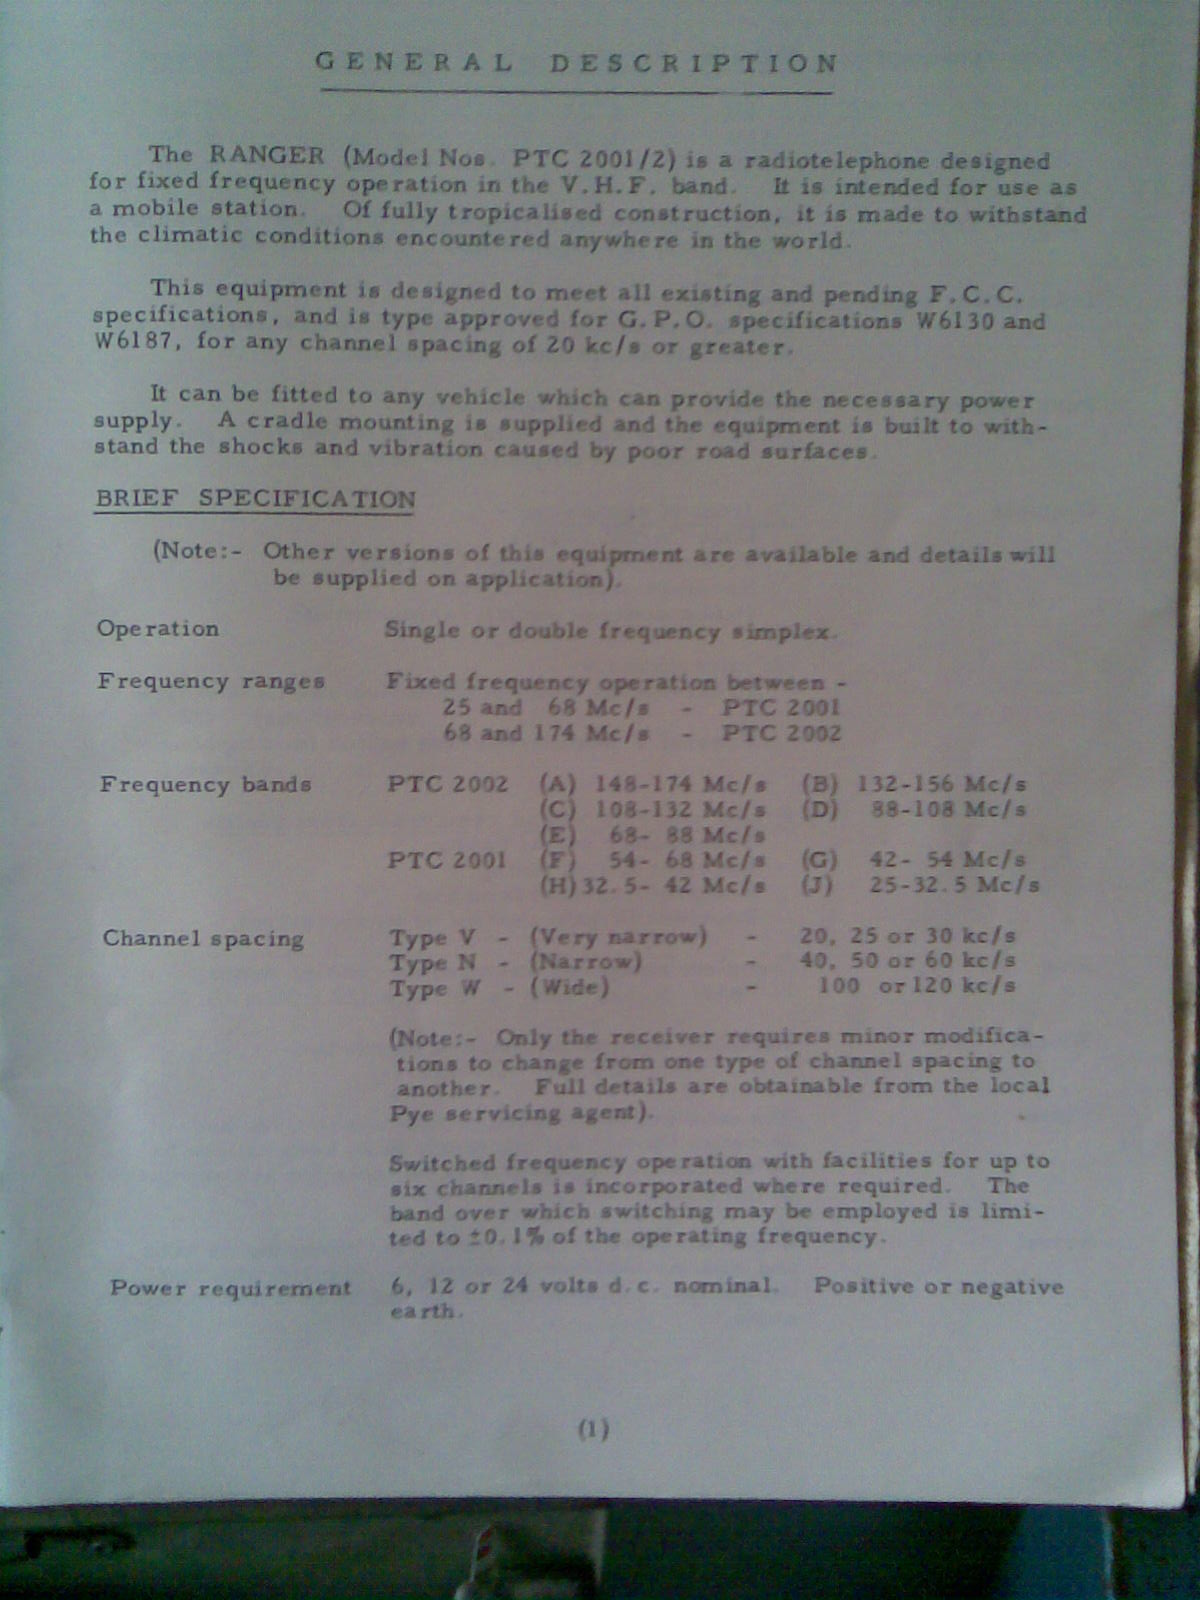 GENERAL DESCRIPTION
The RANGER (Model Nos. PTC 2001/2) is a radiotelephone designed
for fixed frequency operation in the V.H.F. band. It is intended for use as
a mobile station. Of fully tropicalised construction, it is made to withstand
the climatic conditions encountered anywhere in the world.
This equipment is designed to meet all existing and pending F.C.C.
specifications, and is type approved for G.P.O. specifications W6130 and
W6187, for any channel spacing of 20 kc/s or greater.
It can be fitted to any vehicle which can provide the necessary power
supply. A cradle mounting is supplied and the equipment is built to with-
stand the shocks and vibration caused by poor road surfaces.
BRIEF SPECIFICATION
(Note:- Other versions of this equipment are available and details will
be supplied on application).
Operation Single or double frequency simplex.
Frequency ranges Fixed frequency operation between -
25 and 68 Mc/s - PTC 2001
68 and 174 Mc/s - PTC 2002
Frequency bands PTC 2002 (A) 148-174 Mc/s (B) 132-156 Mc/s
(C) 108-132 Mc/s (D) 88-108 Mc/s
(E) 68- 88 Mc/s
PTC 2001 (F) 54- 68 Mc/s (G) 42- 54 Mc/s
(H) 32.5- 42 Mc/s (J) 25-32.5 Mc/s
Channel spacing Type V - (Very narrow) - 20, 25 or 30 kc/s
Type N - (Narrow) - 40, 50 or 60 kc/s
Type W - (Wide) - 100 or 120 kc/s
(Note:- Only the receiver requires minor modifica-
tions to change from one type of channel spacing to
another. Full details are obtainable from the local
Pye servicing agent).
Switched frequency operation with facilities for up to
six channels is incorporated where required. The
band over which switching may be employed is limi-
ted to ±0.1% of the operating frequency.
Power requirement 6, 12 or 24 volts d.c. nominal. Positive or negative
earth.
(1)